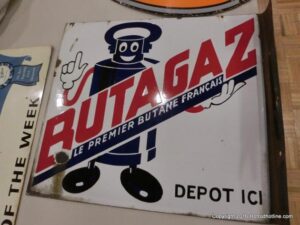 BUTAGAZ
LE PREMIER BUTANE FRANÇAIS
DEPOT ICI
OF THE WEEK